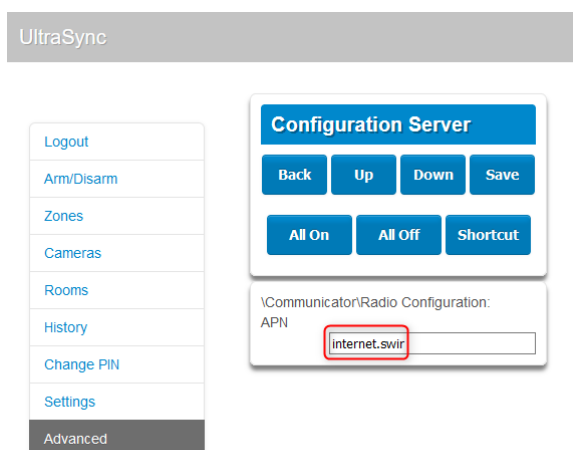 UltraSync
Logout
Arm/Disarm
Zones
Cameras
Rooms
History
Change PIN
Settings
Advanced
Configuration Server
Back Up Down Save
All On All Off Shortcut
\Communicator\Radio Configuration:
APN
internet.swir